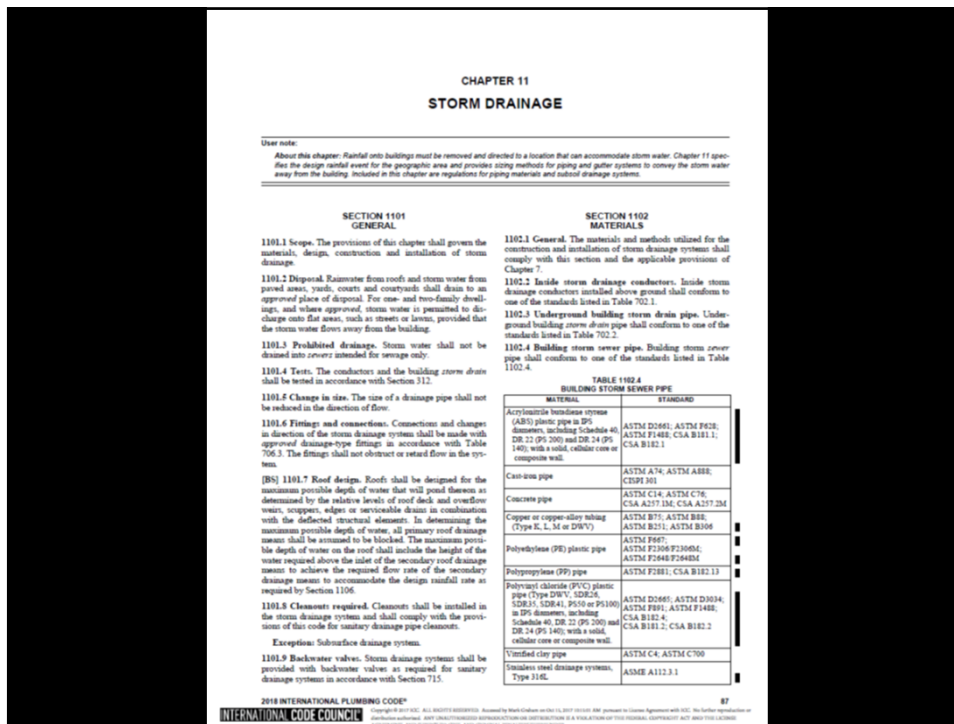 CHAPTER 11
STORM DRAINAGE
User note:
About this chapter: Rainfall onto buildings must be removed and directed to a location that can accommodate storm water. Chapter 11 spec-
ifies the design rainfall event for the geographic area and provides sizing methods for piping and gutter systems to convey the storm water
away from the building. Included in this chapter are regulations for piping materials and subsoil drainage systems.
SECTION 1101
GENERAL
1101.1 Scope. The provisions of this chapter shall govern the
materials, design, construction and installation of storm
drainage.
1101.2 Disposal. Rainwater from roofs and storm water from
paved areas, yards, courts and courtyards shall drain to an
approved place of disposal. For one- and two-family dwell-
ings, and where approved, storm water is permitted to dis-
charge onto flat areas, such as streets or lawns, provided that
the storm water flows away from the building.
1101.3 Prohibited drainage. Storm water shall not be
drained into sewers intended for sewage only.
1101.4 Tests. The conductors and the building storm drain
shall be tested in accordance with Section 312.
1101.5 Change in size. The size of a drainage pipe shall not
be reduced in the direction of flow.
1101.6 Fittings and connections. Connections and changes
in direction of the storm drainage system shall be made with
approved drainage-type fittings in accordance with Table
706.3. The fittings shall not obstruct or retard flow in the sys-
tem.
[BS] 1101.7 Roof design. Roofs shall be designed for the
maximum possible depth of water that will pond thereon as
determined by the relative levels of roof deck and overflow
weirs, scuppers, edges or serviceable drains in combination
with the deflected structural elements. In determining the
maximum possible depth of water, all primary roof drainage
means shall be assumed to be blocked. The maximum possi-
ble depth of water on the roof shall include the height of the
water required above the inlet of the secondary roof drainage
means to achieve the required flow rate of the secondary
drainage means to accommodate the design rainfall rate as
required by Section 1106.
1101.8 Cleanouts required. Cleanouts shall be installed in
the storm drainage system and shall comply with the provi-
sions of this code for sanitary drainage pipe cleanouts.
Exception: Subsurface drainage system.
1101.9 Backwater valves. Storm drainage systems shall be
provided with backwater valves as required for sanitary
drainage systems in accordance with Section 715.
SECTION 1102
MATERIALS
1102.1 General. The materials and methods utilized for the
construction and installation of storm drainage systems shall
comply with this section and the applicable provisions of
Chapter 7.
1102.2 Inside storm drainage conductors. Inside storm
drainage conductors installed above ground shall conform to
one of the standards listed in Table 702.1.
1102.3 Underground building storm drain pipe. Under-
ground building storm drain pipe shall conform to one of the
standards listed in Table 702.2.
1102.4 Building storm sewer pipe. Building storm sewer
pipe shall conform to one of the standards listed in Table
1102.4.
TABLE 1102.4
BUILDING STORM SEWER PIPE
MATERIAL STANDARD
Acrylonitrile butadiene styrene
(ABS) plastic pipe in IPS
diameters, including Schedule 40,
DR 22 (PS 200) and DR 24 (PS
140); with a solid, cellular core or
composite wall.
ASTM D2661; ASTM F628;
ASTM F1488; CSA B181.1;
CSA B182.1
Cast-iron pipe
ASTM A74; ASTM A888;
CISPI 301
Concrete pipe
ASTM C14; ASTM C76;
CSA A257.1M; CSA A257.2M
Copper or copper-alloy tubing
(Type K, L, M or DWV)
ASTM B75; ASTM B88;
ASTM B251; ASTM B306
Polyethylene (PE) plastic pipe
ASTM F667;
ASTM F2306/F2306M;
ASTM F2648/F2648M
Polypropylene (PP) pipe ASTM F2881; CSA B182.13
Polyvinyl chloride (PVC) plastic
pipe (Type DWV, SDR26,
SDR35, SDR41, PS50 or PS100)
in IPS diameters, including
Schedule 40, DR 22 (PS 200) and
DR 24 (PS 140); with a solid,
cellular core or composite wall.
ASTM D2665; ASTM D3034;
ASTM F891; ASTM F1488;
CSA B182.4;
CSA B181.2; CSA B182.2
Vitrified clay pipe ASTM C4; ASTM C700
Stainless steel drainage systems,
Type 316L
ASME A112.3.1
2018 INTERNATIONAL PLUMBING CODE® 87
INTERNATIONAL CODE COUNCIL
Copyright © 2017 ICC. ALL RIGHTS RESERVED.